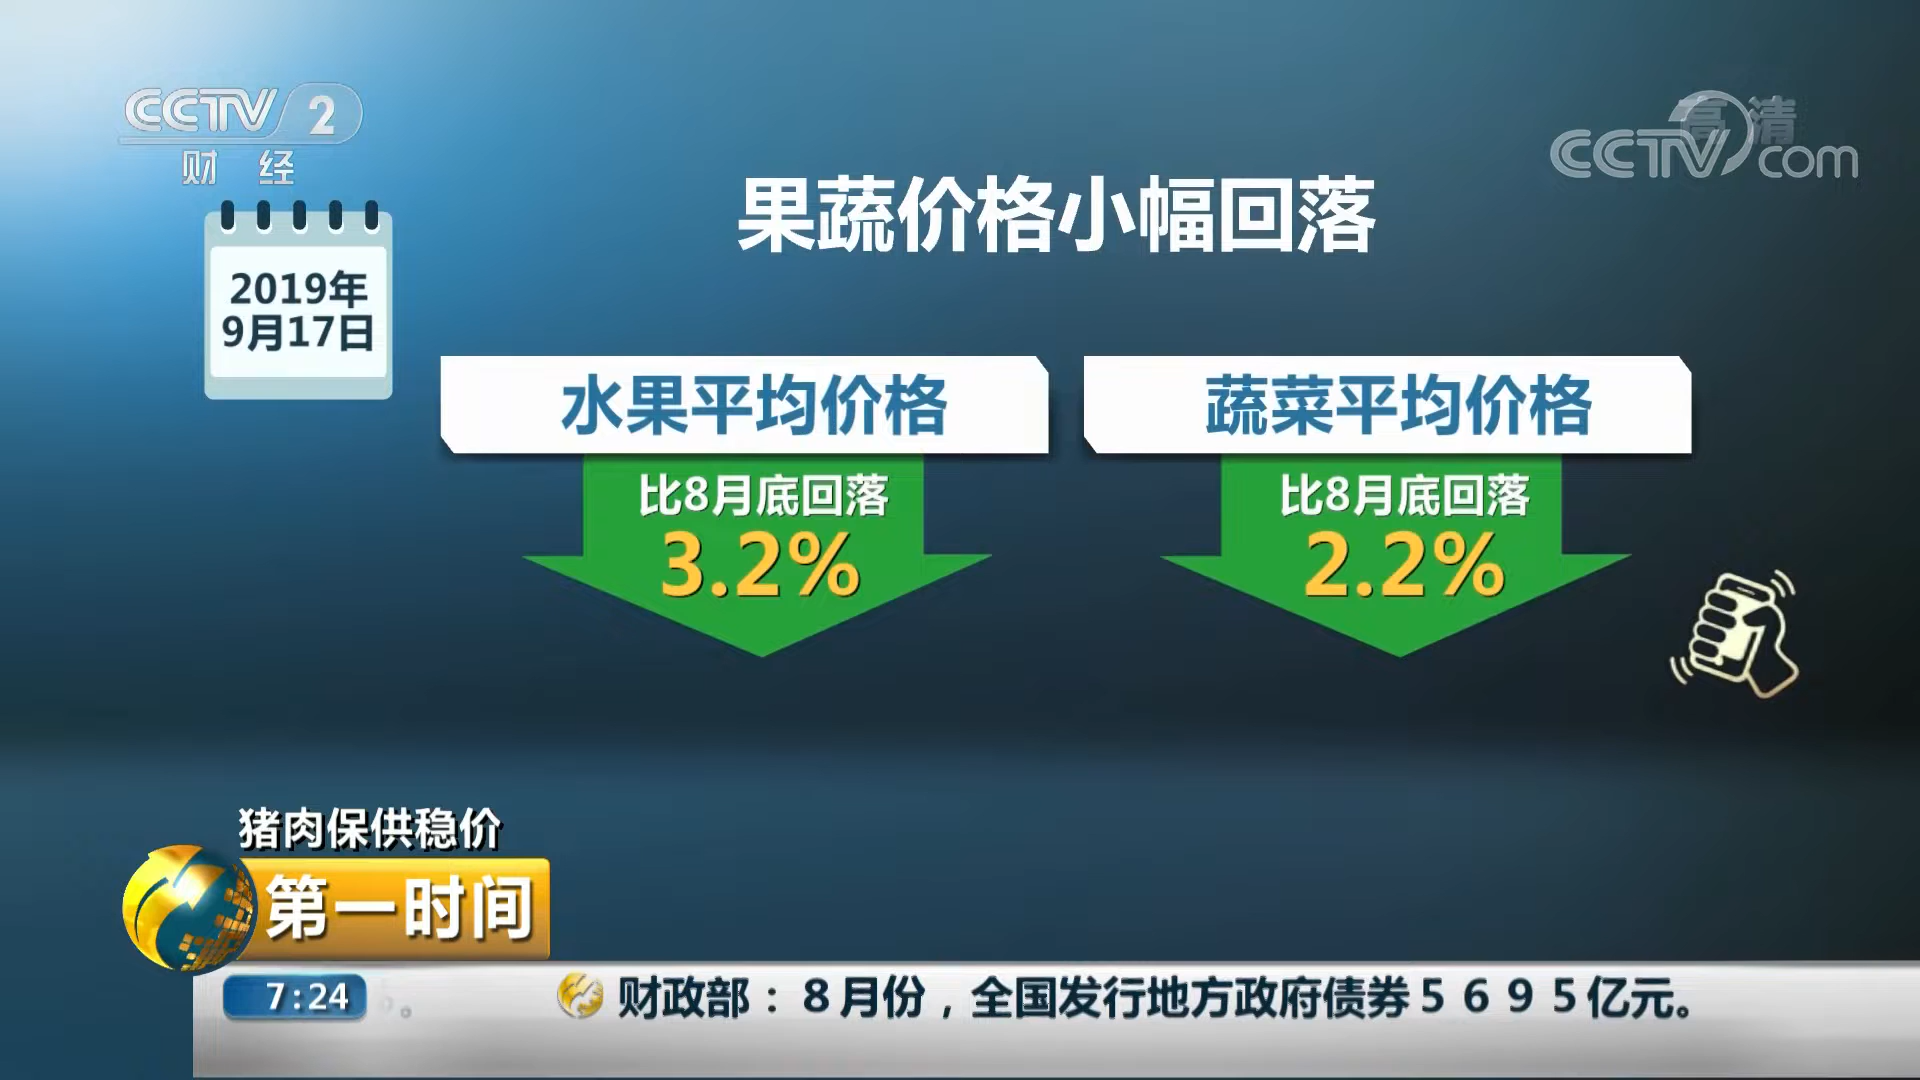 CCTV 2
财 经
高清
CCTV.com
果蔬价格小幅回落
2019年
9月17日
水果平均价格
蔬菜平均价格
比8月底回落
3.2%
比8月底回落
2.2%
猪肉保供稳价
第一时间
7:24
。
财政部：8月份，全国发行地方政府债券5695亿元。